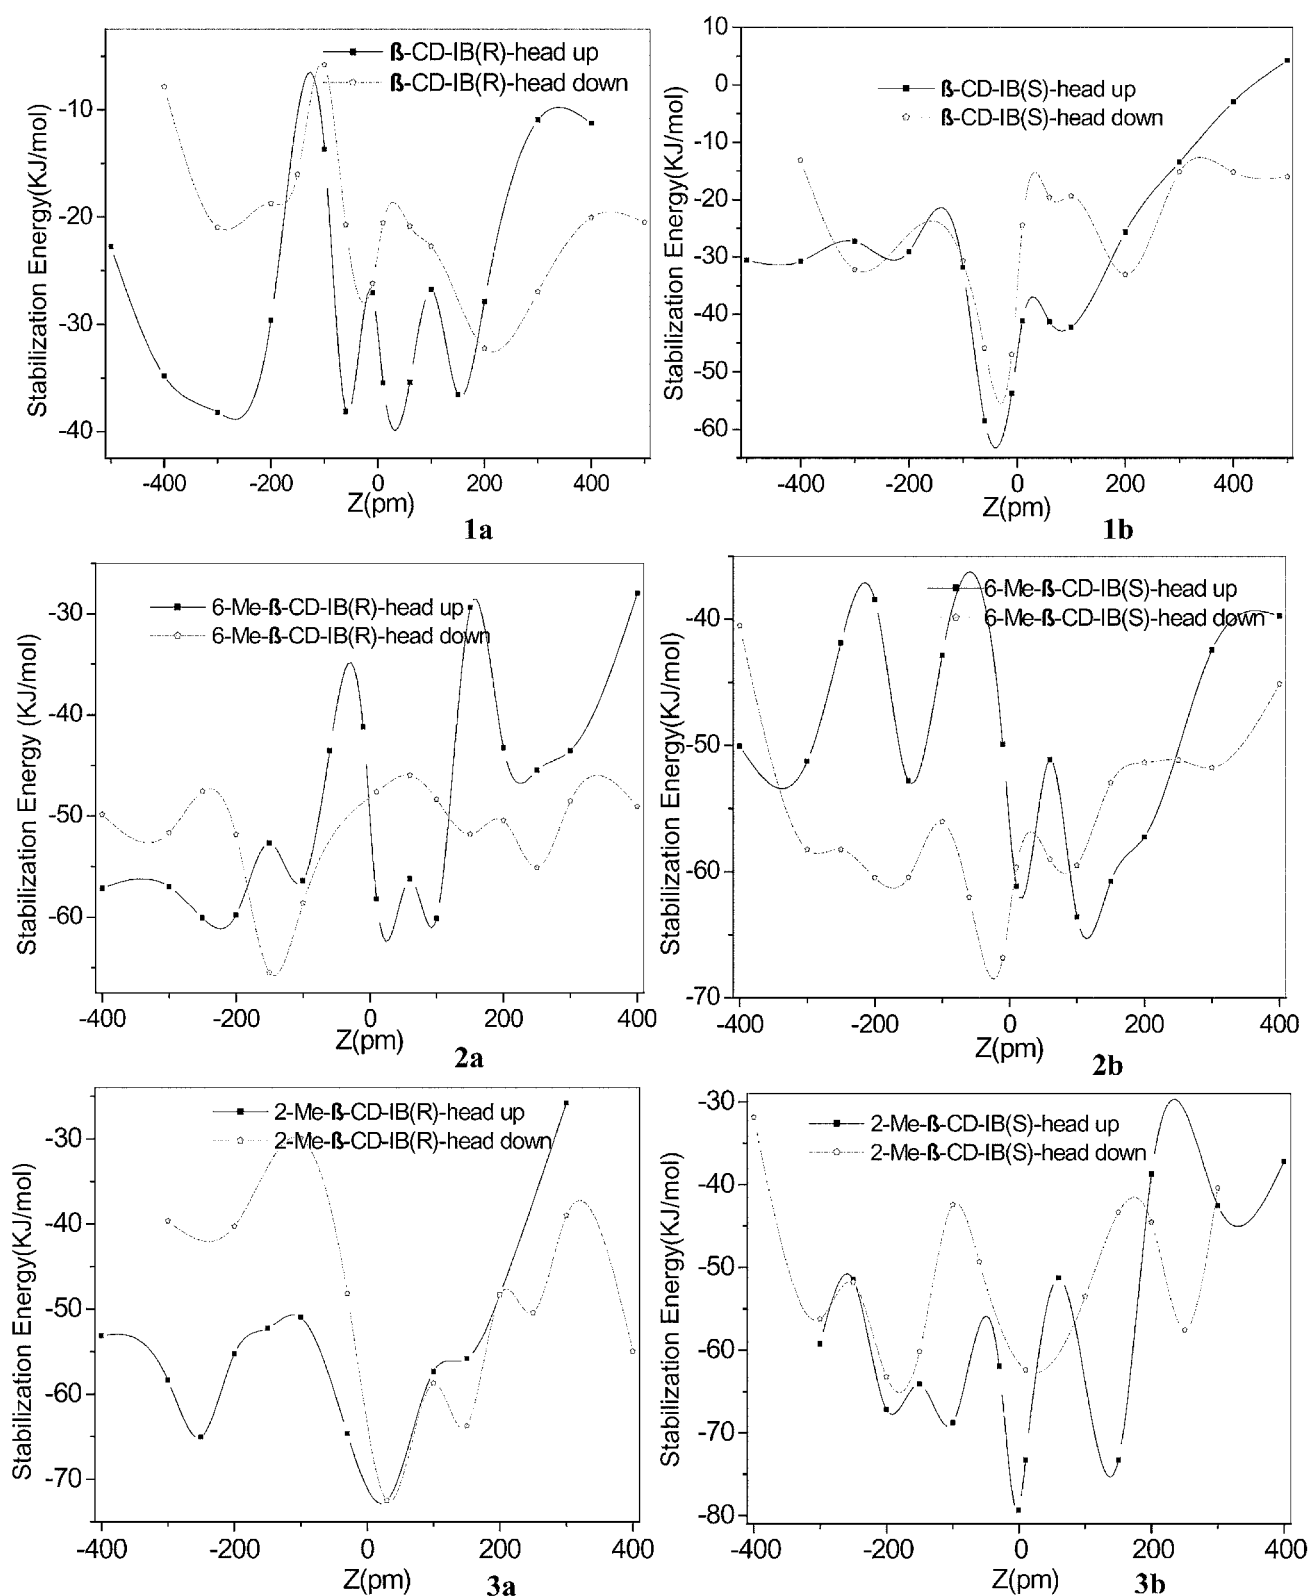 Stabilization Energy(KJ/mol)
ß-CD-IB(R)-head up
ß-CD-IB(R)-head down
-10
-20
-30
-40
-400 -200 0 200 400
Z(pm)
1a
Stabilization Energy(KJ/mol)
ß-CD-IB(S)-head up
ß-CD-IB(S)-head down
10
0
-10
-20
-30
-40
-50
-60
-400 -200 0 200 400
Z(pm)
1b
Stabilization Energy (KJ/mol)
6-Me-ß-CD-IB(R)-head up
6-Me-ß-CD-IB(R)-head down
-30
-40
-50
-60
-400 -200 0 200 400
Z(pm)
2a
Stabilization Energy(KJ/mol)
6-Me-ß-CD-IB(S)-head up
6-Me-ß-CD-IB(S)-head down
-40
-50
-60
-70
-400 -200 0 200 400
Z(pm)
2b
Stabilization Energy(KJ/mol)
2-Me-ß-CD-IB(R)-head up
2-Me-ß-CD-IB(R)-head down
-30
-40
-50
-60
-70
-400 -200 0 200 400
Z(pm)
3a
Stabilization Energy(KJ/mol)
2-Me-ß-CD-IB(S)-head up
2-Me-ß-CD-IB(S)-head down
-30
-40
-50
-60
-70
-80
-400 -200 0 200 400
Z(pm)
3b